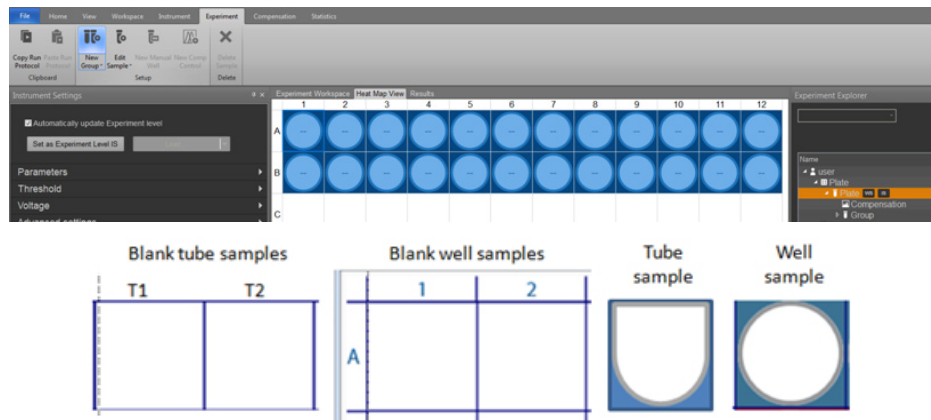 File Home View Workspace Instrument Experiment Compensation Statistics
Copy Run Protocol Paste Run Protocol New Group Edit Sample New Manual Well New Comp Control Delete Sample
Clipboard Setup Delete
Instrument Settings
Experiment Workspace Heat Map View Results
Experiment Explorer
1 2 3 4 5 6 7 8 9 10 11 12
Automatically update Experiment level
A -- -- -- -- -- -- -- -- -- -- -- --
Set as Experiment Level IS
Name
Parameters
B -- -- -- -- -- -- -- -- -- -- -- --
user
Threshold
Plate
Voltage
Plate WS IS
Compensation
Advanced settings
C
Group
Blank tube samples
Blank well samples
Tube sample
Well sample
T1 T2
1 2
A